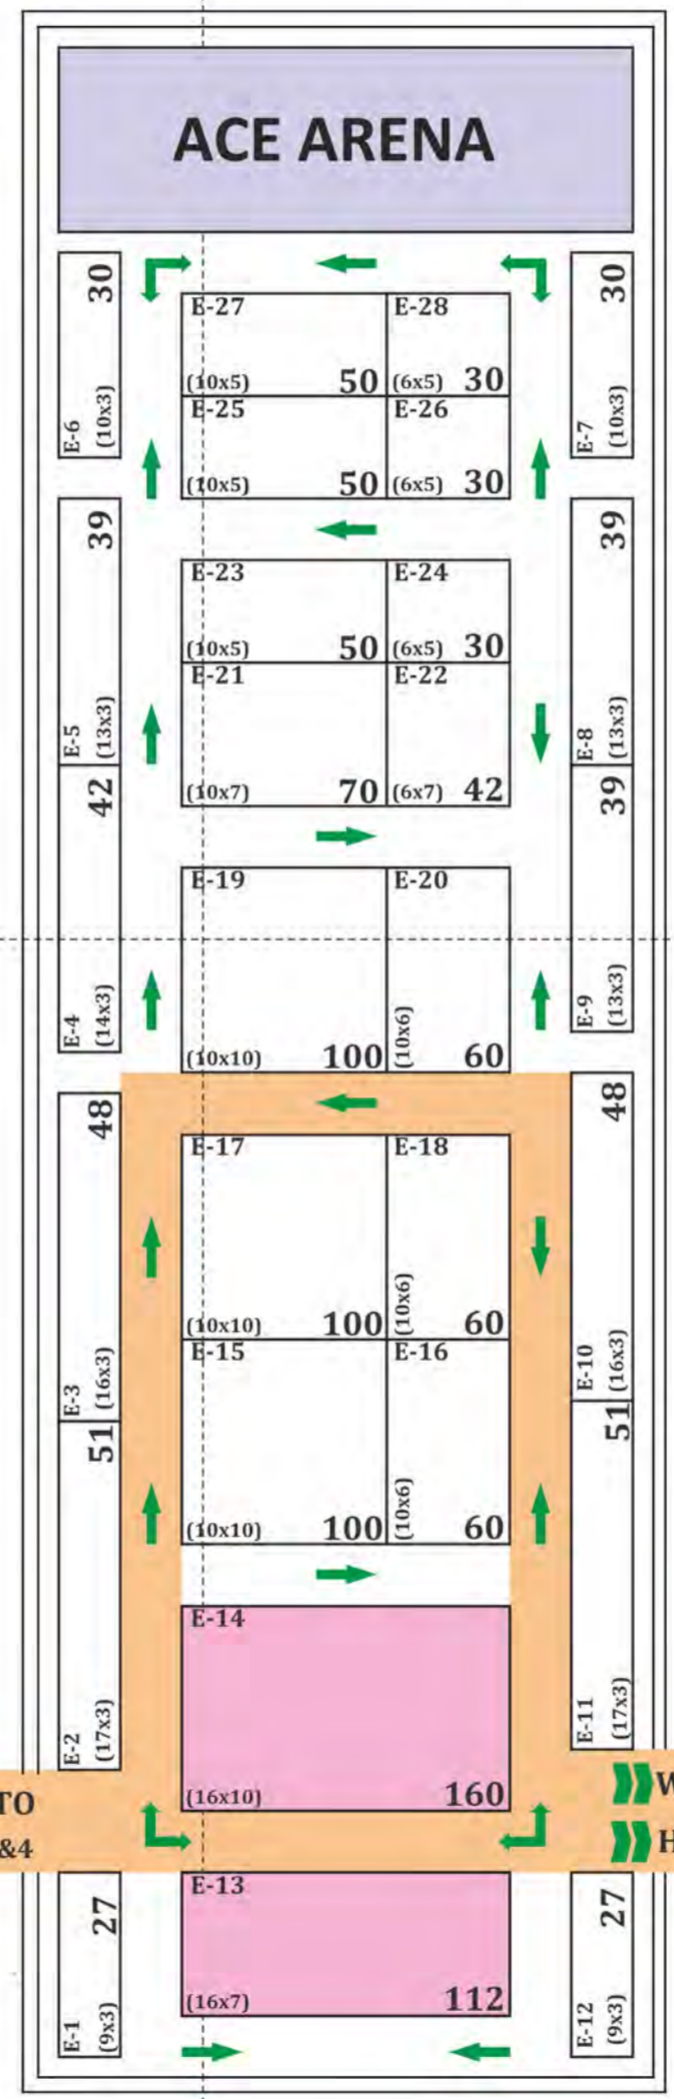 ACE ARENA
30
E-6
(10x3)
30
E-7
(10x3)
E-27
(10x5)
50
E-28
(6x5)
30
E-25
(10x5)
50
E-26
(6x5)
30
39
E-5
(13x3)
39
E-8
(13x3)
E-23
(10x5)
50
E-24
(6x5)
30
E-21
(10x7)
70
E-22
(6x7)
42
42
E-4
(14x3)
39
E-9
(13x3)
E-19
(10x10)
100
E-20
(10x6)
60
48
E-3
(16x3)
48
E-10
(16x3)
E-17
(10x10)
100
E-18
(10x6)
60
E-15
(10x10)
100
E-16
(10x6)
60
51
E-2
(17x3)
51
E-11
(17x3)
E-14
(16x10)
160
TO
&4
W
H
27
E-1
(9x3)
E-13
(16x7)
112
27
E-12
(9x3)